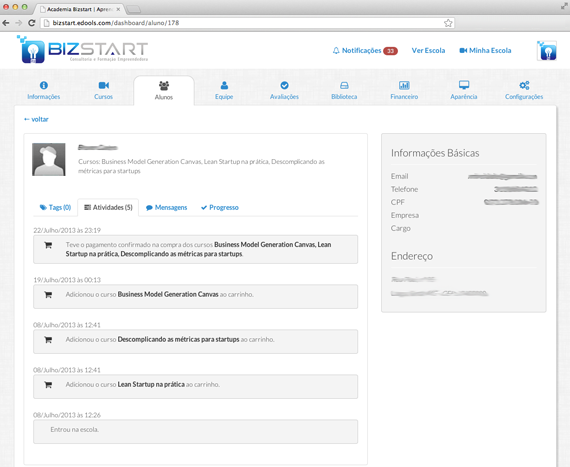 Academia Bizstart | Apren
bizstart.edools.com/dashboard/aluno/178
BIZSTART
Consultoria e Formação Empreendedora
Notificações 33 Ver Escola Minha Escola
Informações Cursos Alunos Equipe Avaliações Biblioteca Financeiro Aparência Configurações
← voltar
Cursos: Business Model Generation Canvas, Lean Startup na prática, Descomplicando as
métricas para startups
Tags (0) Atividades (5) Mensagens Progresso
22/Julho/2013 às 23:19
Teve o pagamento confirmado na compra dos cursos Business Model Generation Canvas, Lean
Startup na prática, Descomplicando as métricas para startups.
19/Julho/2013 às 00:13
Adicionou o curso Business Model Generation Canvas ao carrinho.
08/Julho/2013 às 12:41
Adicionou o curso Descomplicando as métricas para startups ao carrinho.
08/Julho/2013 às 12:41
Adicionou o curso Lean Startup na prática ao carrinho.
08/Julho/2013 às 12:26
Entrou na escola.
Informações Básicas
Email
Telefone
CPF
Empresa
Cargo
Endereço